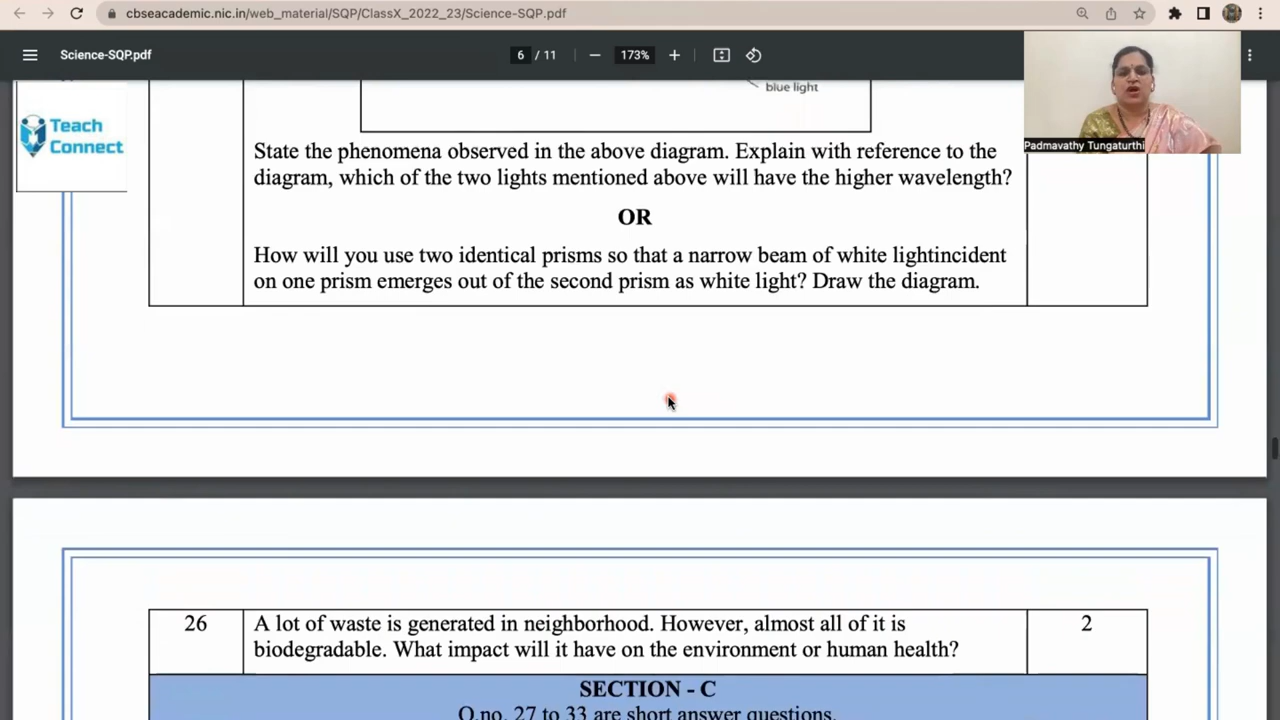 cbseacademic.nic.in/web_material/SQP/ClassX_2022_23/Science-SQP.pdf
Science-SQP.pdf
6 / 11
173%
Teach
Connect
blue light
Padmavathy Tungaturthi
State the phenomena observed in the above diagram. Explain with reference to the
diagram, which of the two lights mentioned above will have the higher wavelength?
OR
How will you use two identical prisms so that a narrow beam of white lightincident
on one prism emerges out of the second prism as white light? Draw the diagram.
26
A lot of waste is generated in neighborhood. However, almost all of it is
biodegradable. What impact will it have on the environment or human health?
2
SECTION - C
Q.no. 27 to 33 are short answer questions.